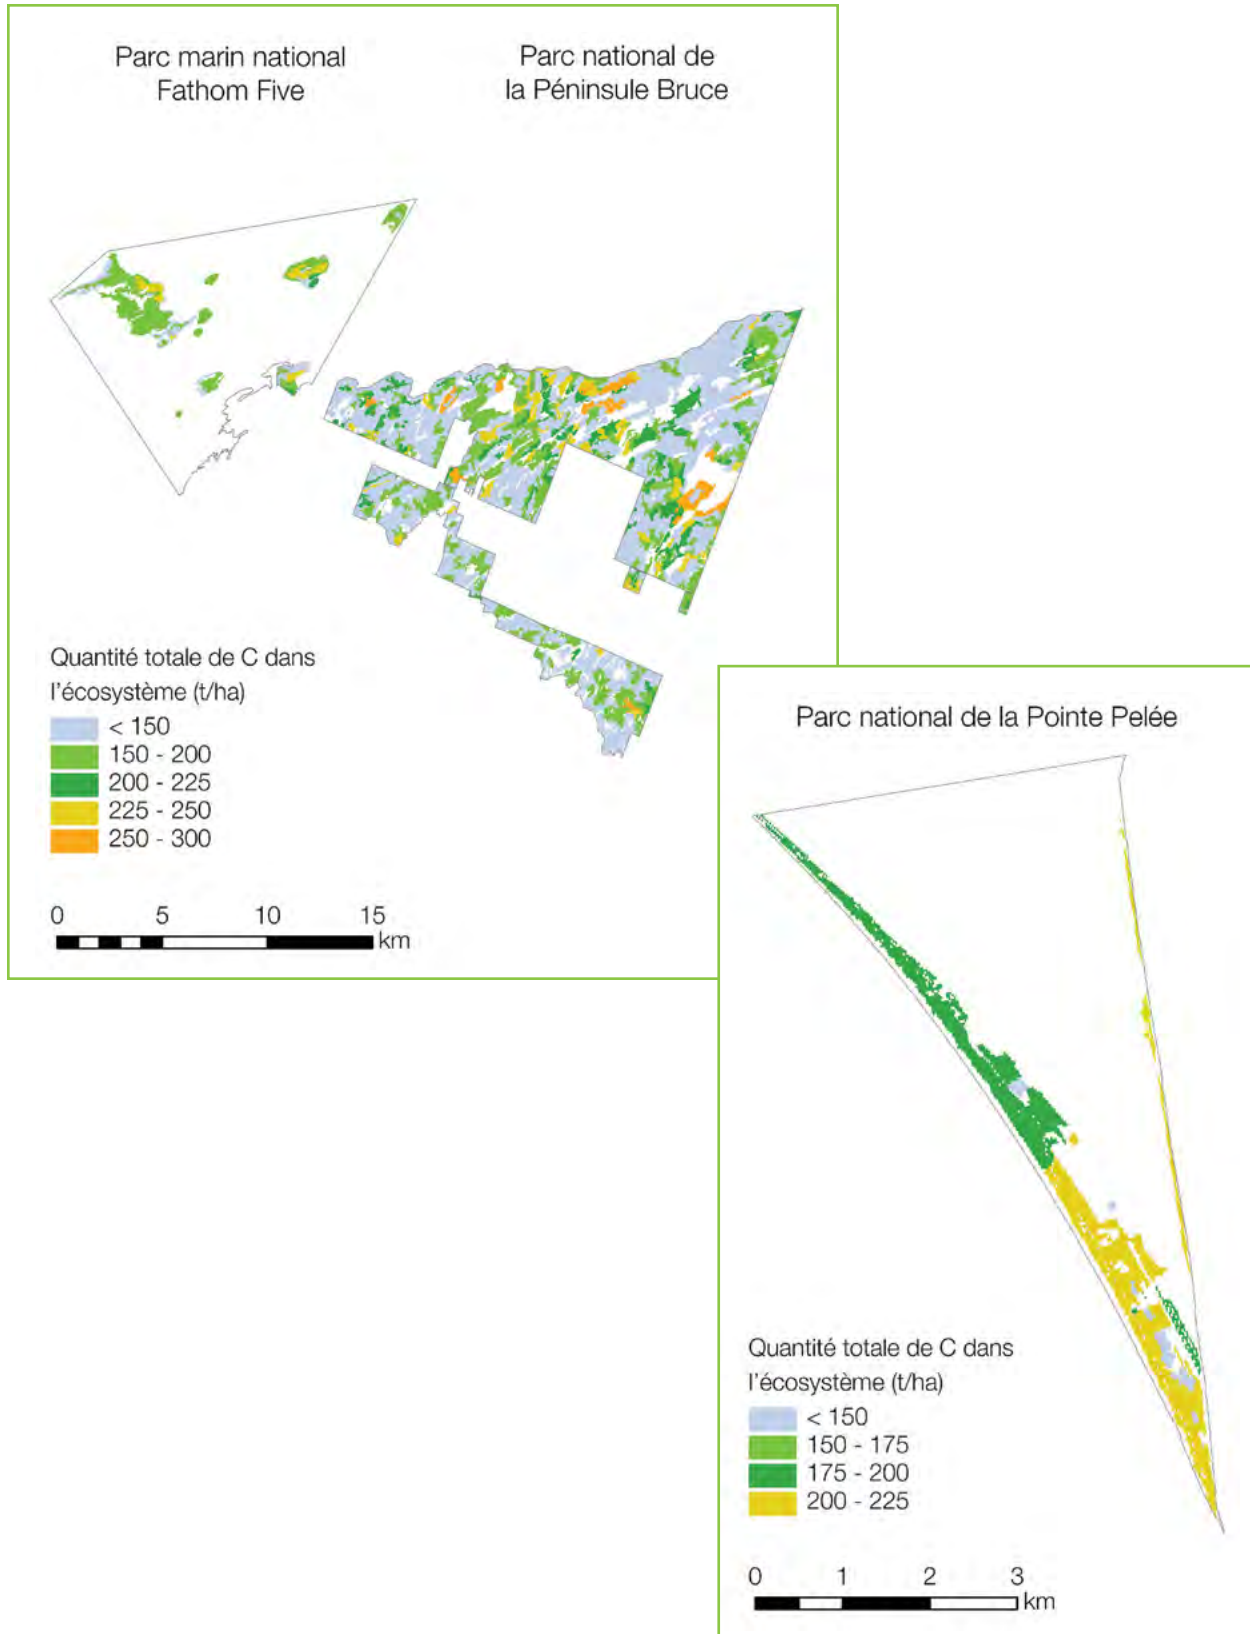 Parc marin national
Fathom Five
Parc national de
la Péninsule Bruce
Quantité totale de C dans
l'écosystème (t/ha)
< 150
150 - 200
200 - 225
225 - 250
250 - 300
0 5 10 15
km
Parc national de la Pointe Pelée
Quantité totale de C dans
l'écosystème (t/ha)
< 150
150 - 175
175 - 200
200 - 225
0 1 2 3
km